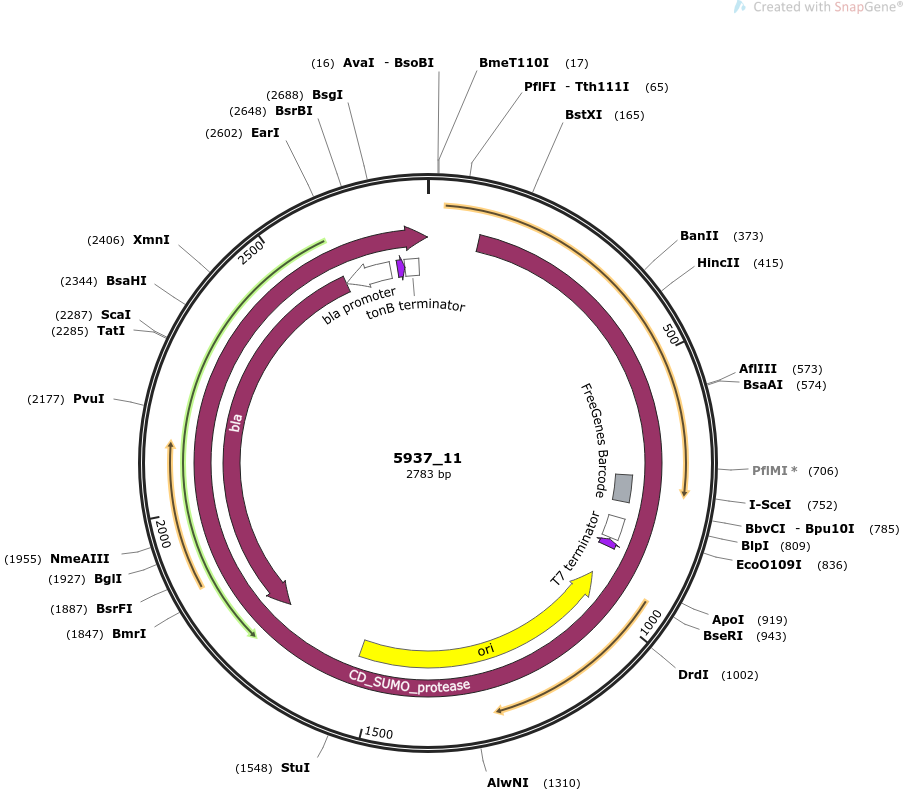 Created with SnapGene®
(16) AvaI - BsoBI
BmeT110I (17)
PflFI - Tth111I (65)
BstXI (165)
(2688) BsgI
(2648) BsrBI
(2602) EarI
(2406) XmnI
(2344) BsaHI
(2287) ScaI
(2285) TatI
(2177) PvuI
BanII (373)
HincII (415)
AflIII (573)
BsaAI (574)
PflMI * (706)
I-SceI (752)
BbvCI - Bpu10I (785)
BlpI (809)
EcoO109I (836)
ApoI (919)
BseRI (943)
DrdI (1002)
AlwNI (1310)
(1548) StuI
(1847) BmrI
(1887) BsrFI
(1927) BglI
(1955) NmeAIII
500
1000
1500
2000
2500
bla promoter
tonB terminator
bla
FreeGenes Barcode
T7 terminator
ori
CD_SUMO_protease
5937_11
2783 bp